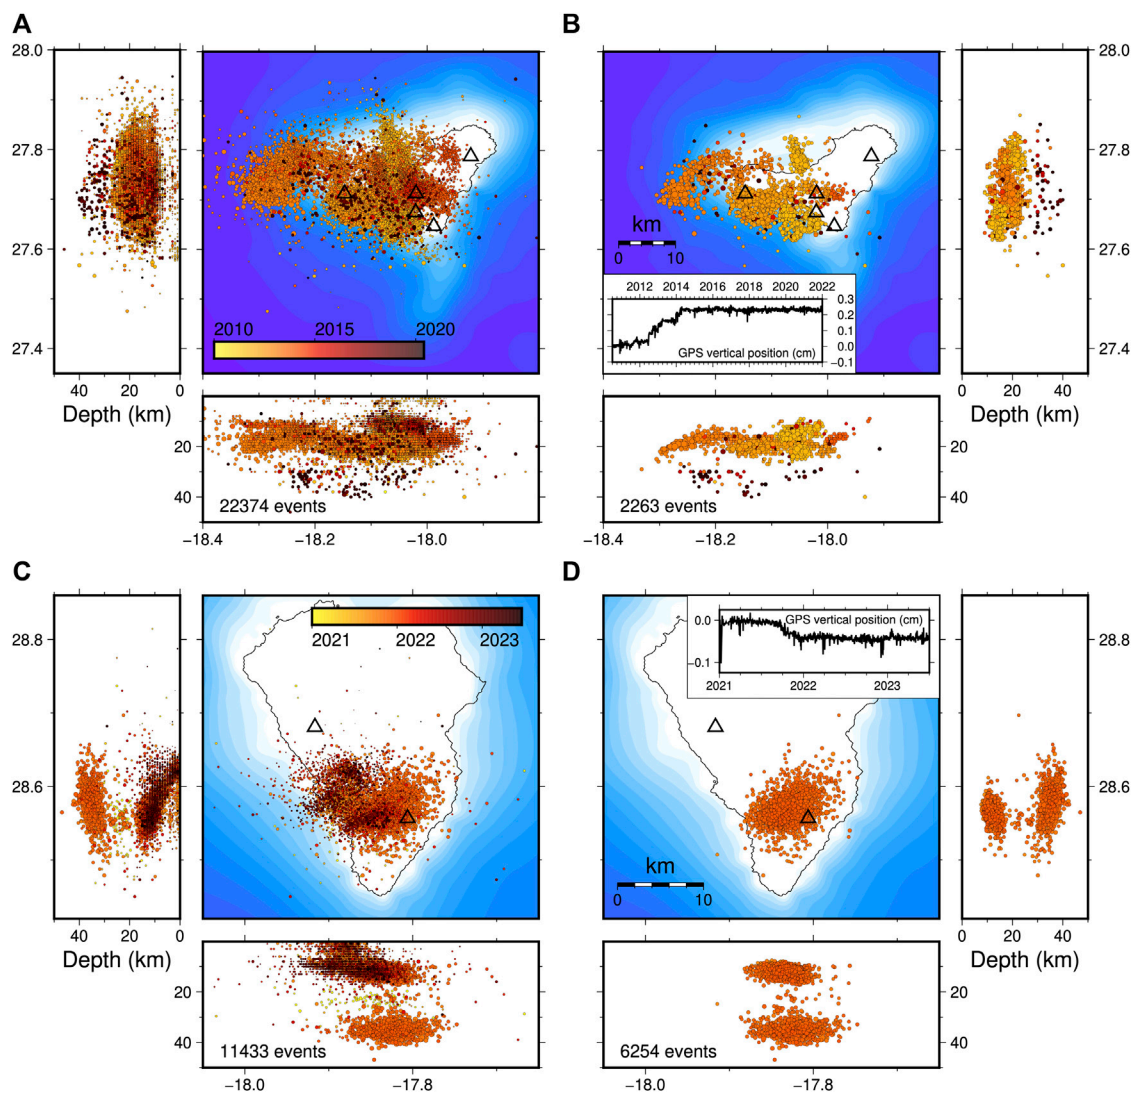 A
B
28.0
27.8
27.6
27.4
40 20 0
Depth (km)
2010 2015 2020
20
40
22374 events
−18.4 −18.2 −18.0
km
0 10
2012 2014 2016 2018 2020 2022
0.3
0.2
0.1
0.0
−0.1
GPS vertical position (cm)
20
40
2263 events
−18.4 −18.2 −18.0
28.0
27.8
27.6
27.4
0 20 40
Depth (km)
C
D
28.8
28.6
40 20 0
Depth (km)
2021 2022 2023
20
40
11433 events
−18.0 −17.8
0.0
−0.1
GPS vertical position (cm)
2021 2022 2023
km
0 10
20
40
6254 events
−18.0 −17.8
28.8
28.6
0 20 40
Depth (km)